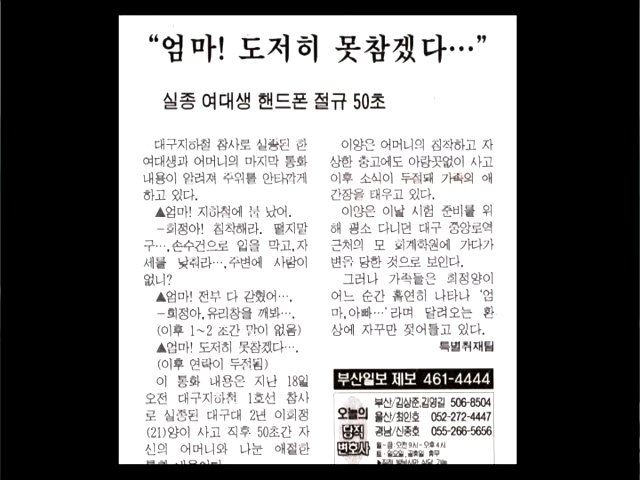 “엄마! 도저히 못참겠다…”
실종 여대생 핸드폰 절규 50초
대구지하철 참사로 실종된 한
여대생과 어머니의 마지막 통화
내용이 알려져 주위를 안타깝게
하고 있다.
▲엄마! 지하철에 불 났어.
－희정아! 침착해라. 떨지말
구…, 손수건으로 입을 막고, 자
세를 낮춰라…, 주변에 사람이
없니?
▲엄마! 전부 다 갇혔어….
－희정아, 유리창을 깨봐….
(이후 1~2 초간 말이 없음)
▲엄마! 도저히 못참겠다….
(이후 연락이 두절됨)
이 통화 내용은 지난 18일
오전 대구지하철 1호선 참사
로 실종된 대구대 2년 이희정
(21)양이 사고 직후 50초간 자
신의 어머니와 나눈 애절한
이양은 어머니의 침착하고 자
상한 충고에도 아랑곳없이 사고
이후 소식이 두절돼 가족의 애
간장을 태우고 있다.
이양은 이날 시험 준비를 위
해 평소 다니던 대구 중앙로역
근처의 모 회계학원에 가다가
변을 당한 것으로 보인다.
그러나 가족들은 희정양이
어느 순간 홀연히 나타나 ‘엄
마, 아빠…’라며 달려오는 환
상에 자꾸만 젖어들고 있다.
특별취재팀
부산일보 제보 461-4444
오늘의
당직
변호사
부산/김상준,김영길 506-8504
울산/최인호 052-272-4447
경남/신종호 055-266-5656
월-금: 오전 9시-오후 4시
토·일요일, 공휴일 휴무